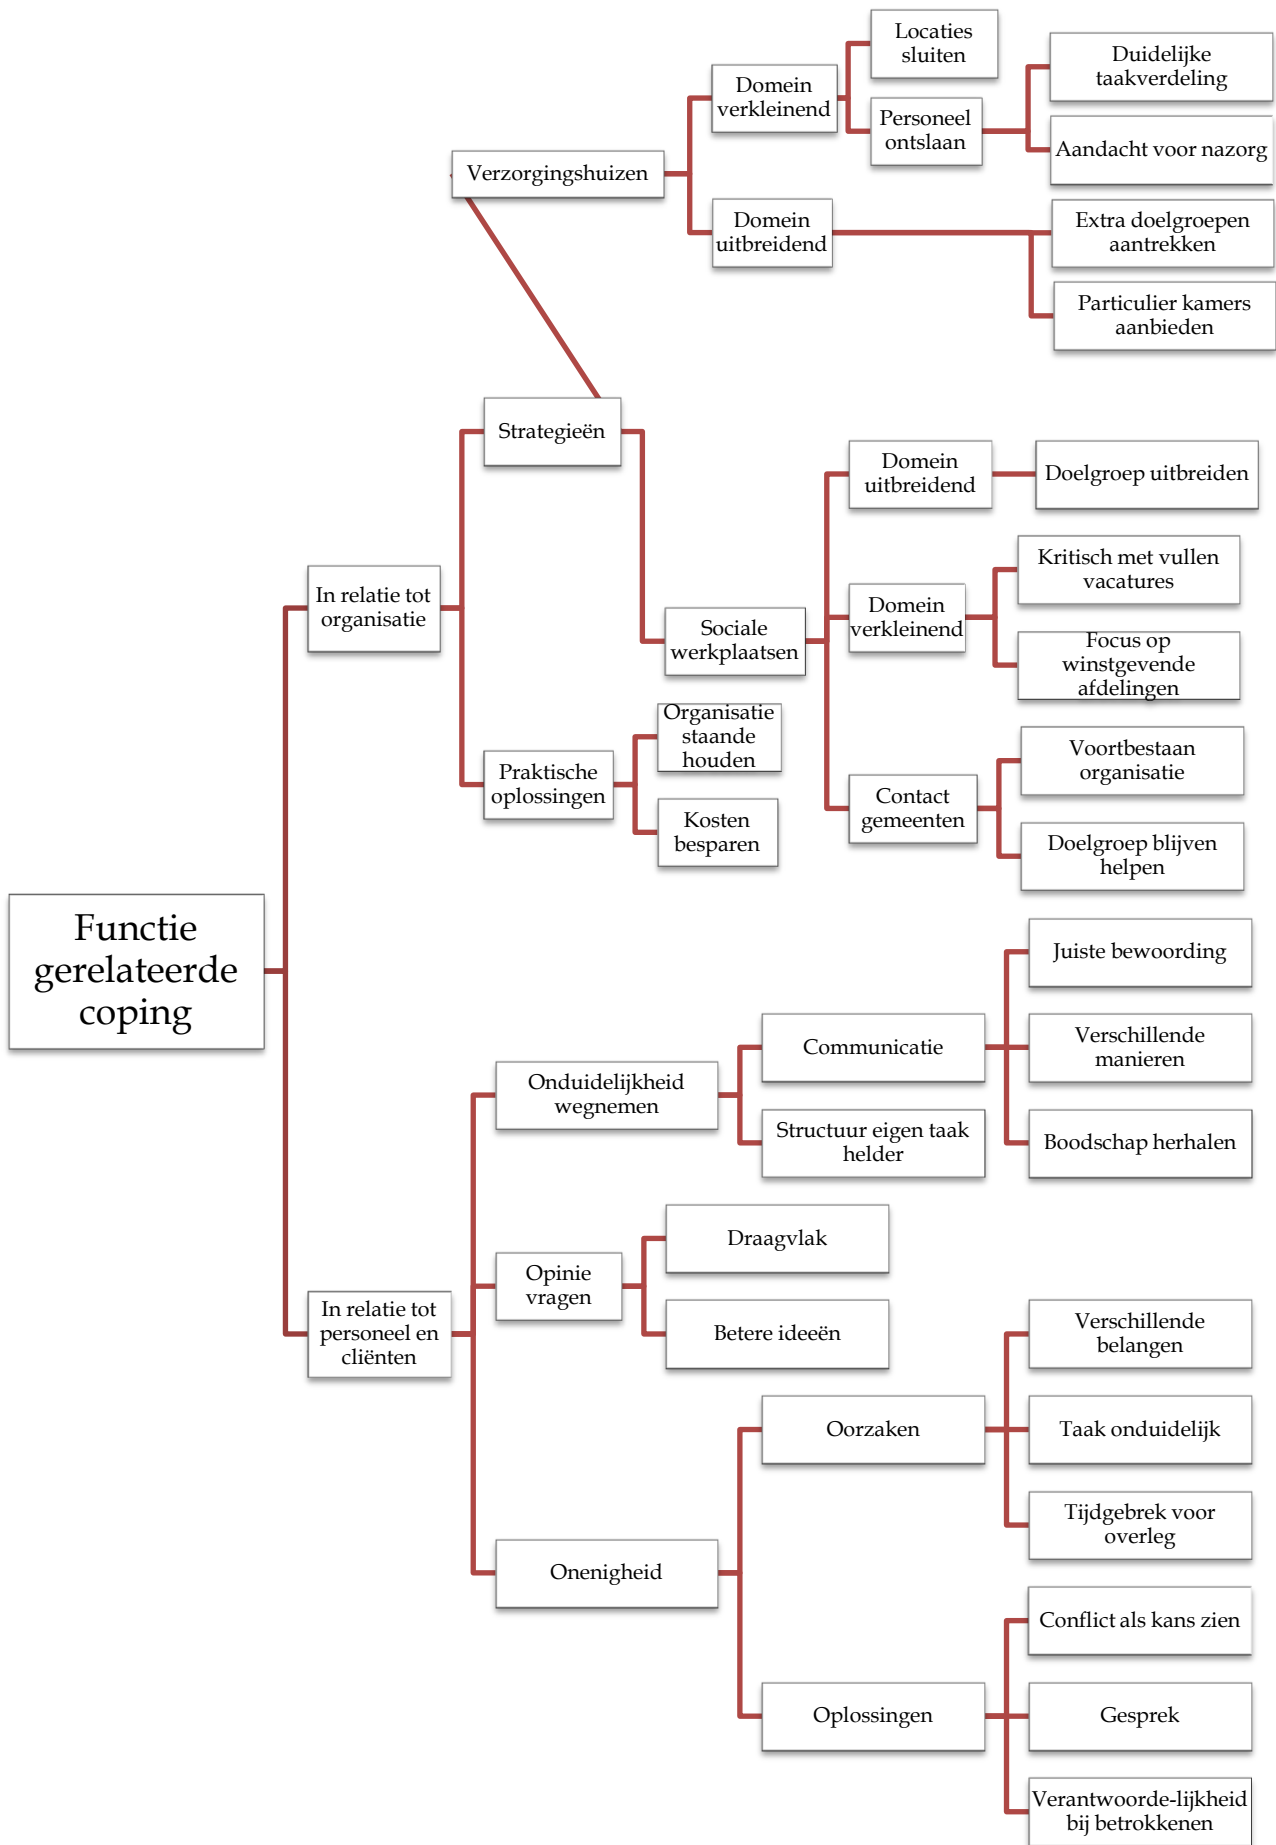 Locaties
sluiten
Duidelijke
taakverdeling
Domein
verkleinend
Personeel
ontslaan
Aandacht voor nazorg
Verzorgingshuizen
Domein
uitbreidend
Extra doelgroepen
aantrekken
Particulier kamers
aanbieden
Strategieën
Domein
uitbreidend
Doelgroep uitbreiden
Kritisch met vullen
vacatures
In relatie tot
organisatie
Sociale
werkplaatsen
Domein
verkleinend
Focus op
winstgevende
afdelingen
Organisatie
staande
houden
Praktische
oplossingen
Kosten
besparen
Voortbestaan
organisatie
Contact
gemeenten
Doelgroep blijven
helpen
Functie
gerelateerde
coping
Juiste bewoording
Communicatie
Verschillende
manieren
Onduidelijkheid
wegnemen
Structuur eigen taak
helder
Boodschap herhalen
Draagvlak
Opinie
vragen
Betere ideeën
In relatie tot
personeel en
cliënten
Verschillende
belangen
Oorzaken
Taak onduidelijk
Tijdgebrek voor
overleg
Onenigheid
Conflict als kans zien
Oplossingen
Gesprek
Verantwoorde-lijkheid
bij betrokkenen